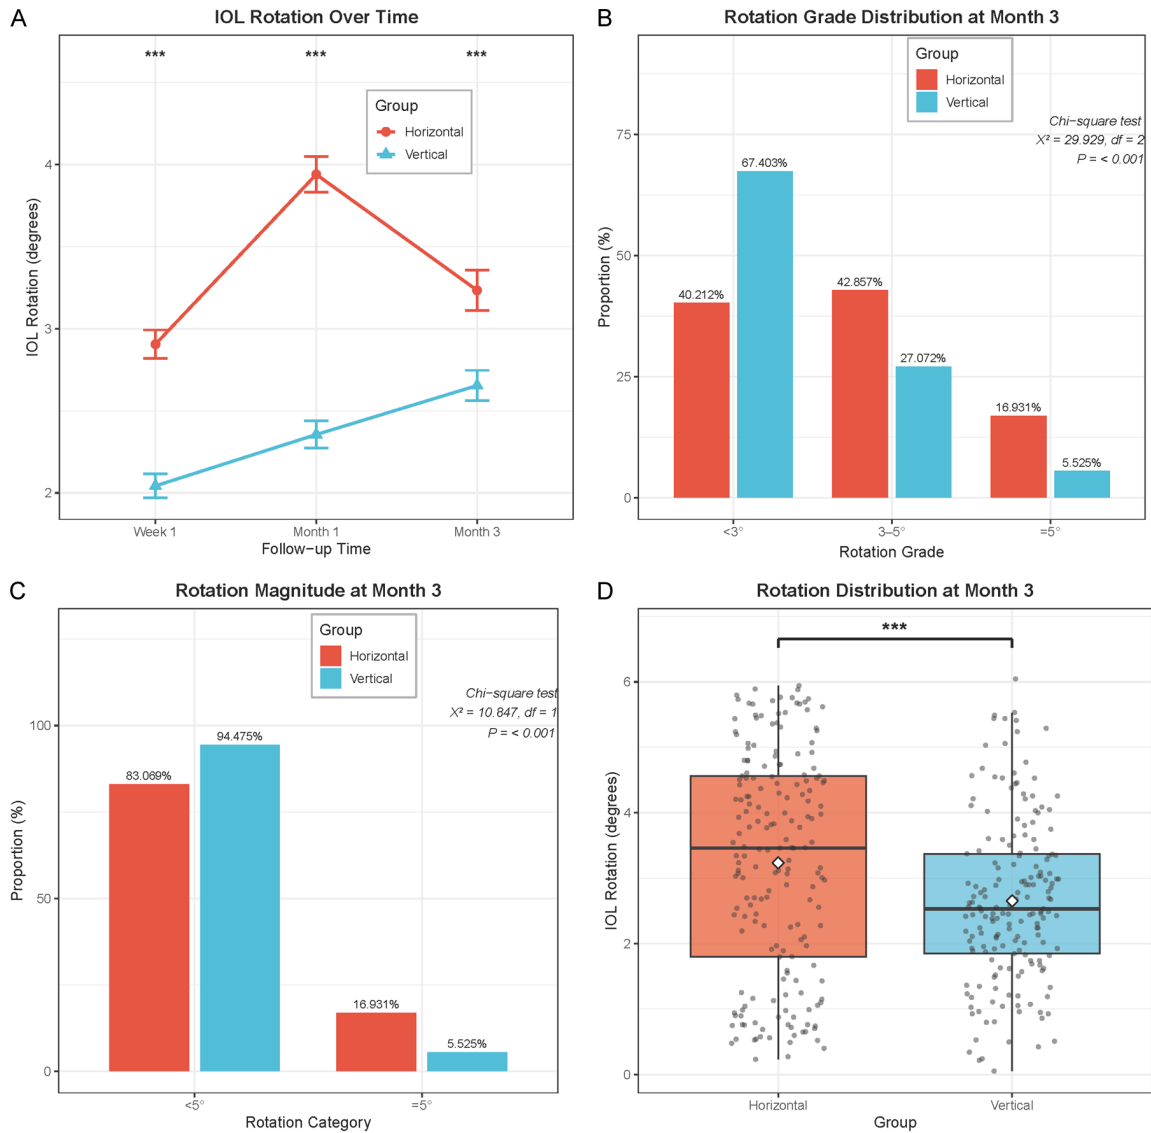 A
IOL Rotation Over Time
***
***
***
Group
Horizontal
Vertical
IOL Rotation (degrees)
4
3
2
Week 1
Month 1
Month 3
Follow−up Time
B
Rotation Grade Distribution at Month 3
Group
Horizontal
Vertical
Chi−square test
X² = 29.929, df = 2
P = < 0.001
Proportion (%)
75
50
25
0
40.212%
67.403%
42.857%
27.072%
16.931%
5.525%
<3°
3–5°
=5°
Rotation Grade
C
Rotation Magnitude at Month 3
Group
Horizontal
Vertical
Chi−square test
X² = 10.847, df = 1
P = < 0.001
Proportion (%)
100
50
0
83.069%
94.475%
16.931%
5.525%
<5°
=5°
Rotation Category
D
Rotation Distribution at Month 3
***
IOL Rotation (degrees)
6
4
2
0
Horizontal
Vertical
Group